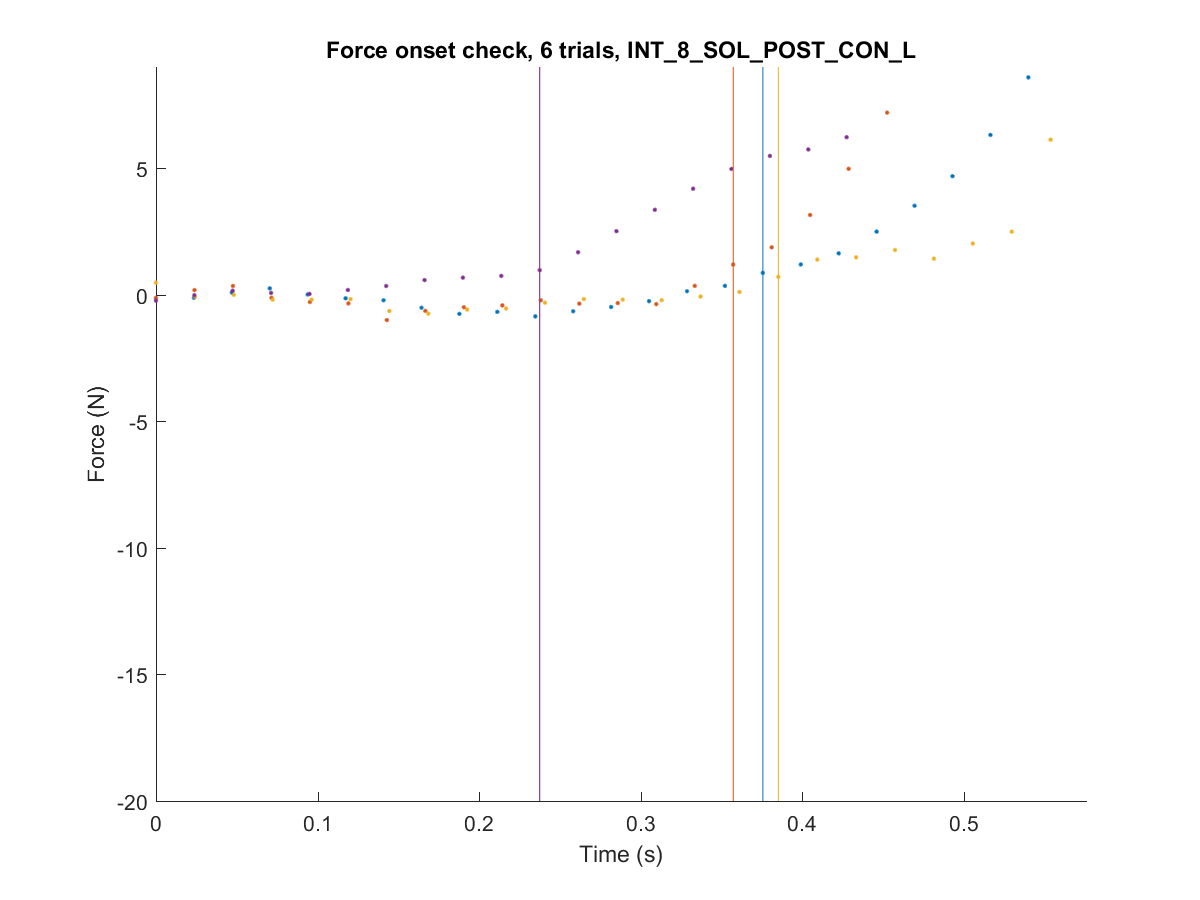 Force onset check, 6 trials, INT_8_SOL_POST_CON_L
5
0
-5
-10
-15
-20
Force (N)
0 0.1 0.2 0.3 0.4 0.5
Time (s)